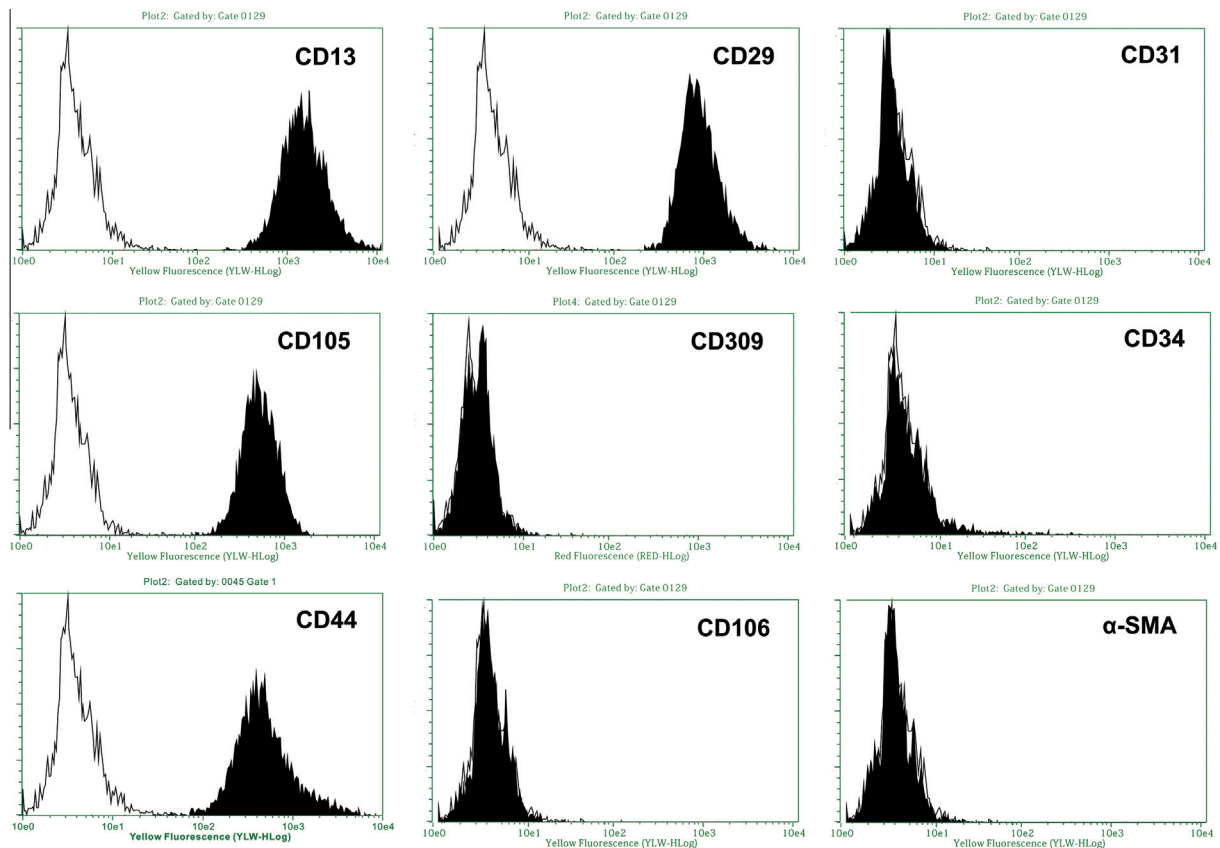 Plot2: Gated by: Gate 0129
CD13
10e0 10e1 10e2 10e3 10e4
Yellow Fluorescence (YLW-HLog)
Plot2: Gated by: Gate 0129
CD29
10e0 10e1 10e2 10e3 10e4
Yellow Fluorescence (YLW-HLog)
Plot2: Gated by: Gate 0129
CD31
10e0 10e1 10e2 10e3 10e4
Yellow Fluorescence (YLW-HLog)
Plot2: Gated by: Gate 0129
CD105
10e0 10e1 10e2 10e3 10e4
Yellow Fluorescence (YLW-HLog)
Plot4: Gated by: Gate 0129
CD309
10e0 10e1 10e2 10e3 10e4
Red Fluorescence (RED-HLog)
Plot2: Gated by: Gate 0129
CD34
10e0 10e1 10e2 10e3 10e4
Yellow Fluorescence (YLW-HLog)
Plot2: Gated by: 0045 Gate 1
CD44
10e0 10e1 10e2 10e3 10e4
Yellow Fluorescence (YLW-HLog)
Plot2: Gated by: Gate 0129
CD106
10e0 10e1 10e2 10e3 10e4
Yellow Fluorescence (YLW-HLog)
Plot2: Gated by: Gate 0129
α-SMA
10e0 10e1 10e2 10e3 10e4
Yellow Fluorescence (YLW-HLog)